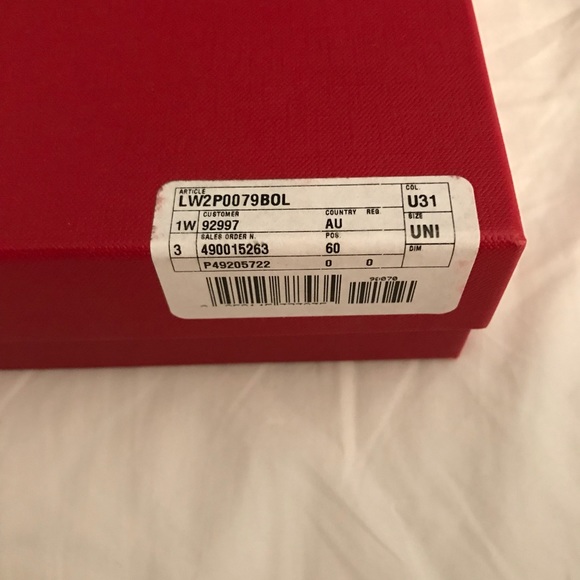 ARTICLE COL.
LW2P0079BOL U31
CUSTOMER COUNTRY REG. SIZE
1W 92997 AU UNI
SALES ORDER N. POS. DIM
3 490015263 60
P49205722 0 0
96070